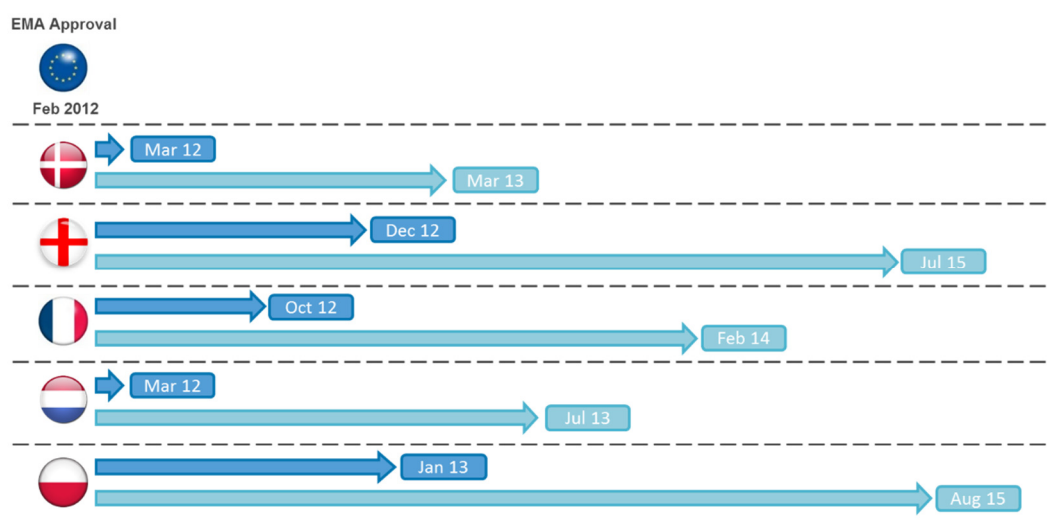 EMA Approval
Feb 2012
Mar 12
Mar 13
Dec 12
Jul 15
Oct 12
Feb 14
Mar 12
Jul 13
Jan 13
Aug 15